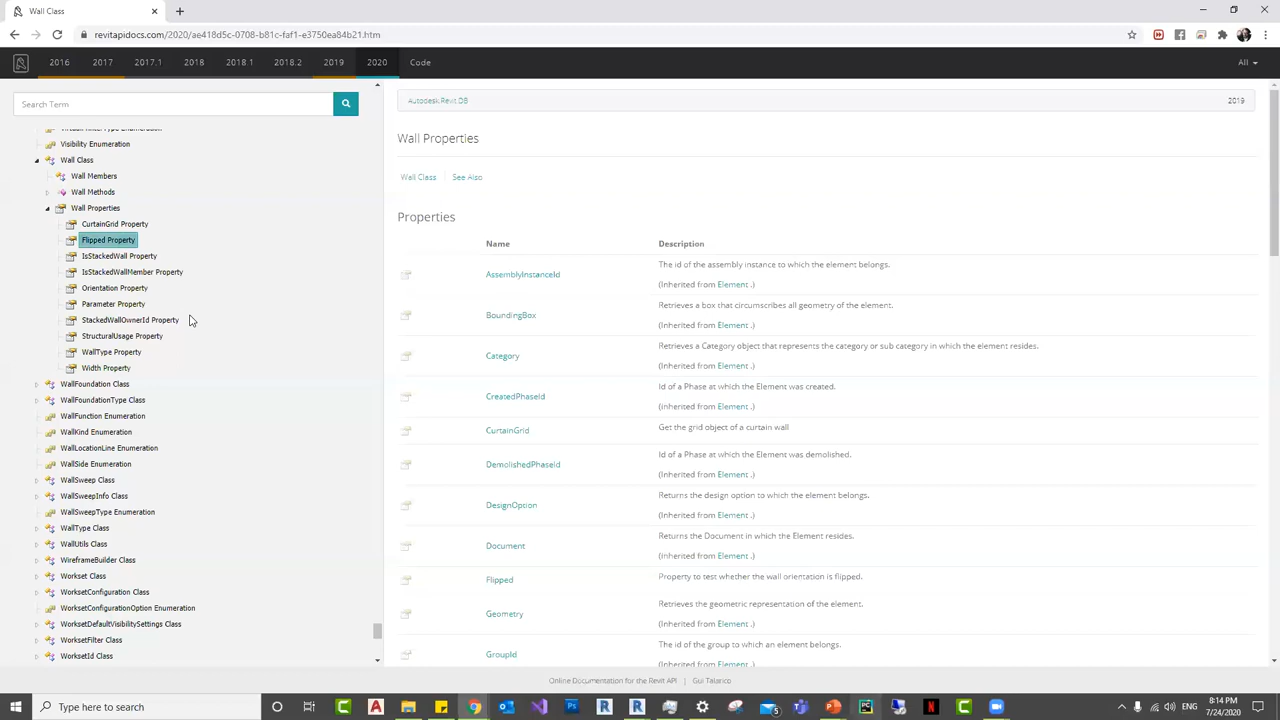 Wall Class
revitapidocs.com/2020/ae418d5c-0708-b81c-faf1-e3750ea84b21.htm
2016 2017 2017.1 2018 2018.1 2018.2 2019 2020 Code All
Search Term
Visibility Enumeration
Wall Class
Wall Members
Wall Methods
Wall Properties
CurtainGrid Property
Flipped Property
IsStackedWall Property
IsStackedWallMember Property
Orientation Property
Parameter Property
StackedWallOwnerId Property
StructuralUsage Property
WallType Property
Width Property
WallFoundation Class
WallFoundationType Class
WallFunction Enumeration
WallKind Enumeration
WallLocationLine Enumeration
WallSide Enumeration
WallSweep Class
WallSweepInfo Class
WallSweepType Enumeration
WallType Class
WallUtils Class
WireframeBuilder Class
Workset Class
WorksetConfiguration Class
WorksetConfigurationOption Enumeration
WorksetDefaultVisibilitySettings Class
WorksetFilter Class
WorksetId Class
Autodesk.Revit.DB 2019
Wall Properties
Wall Class See Also
Properties
Name Description
AssemblyInstanceId The id of the assembly instance to which the element belongs.
(Inherited from Element .)
BoundingBox Retrieves a box that circumscribes all geometry of the element.
(Inherited from Element .)
Category Retrieves a Category object that represents the category or sub category in which the element resides.
(Inherited from Element .)
CreatedPhaseId Id of a Phase at which the Element was created.
(Inherited from Element .)
CurtainGrid Get the grid object of a curtain wall
DemolishedPhaseId Id of a Phase at which the Element was demolished.
(Inherited from Element .)
DesignOption Returns the design option to which the element belongs.
(Inherited from Element .)
Document Returns the Document in which the Element resides.
(Inherited from Element .)
Flipped Property to test whether the wall orientation is flipped.
Geometry Retrieves the geometric representation of the element.
(Inherited from Element .)
GroupId The id of the group to which an element belongs.
(Inherited from Element .)
Online Documentation for the Revit API | Gui Talarico
Type here to search
8:14 PM
7/24/2020